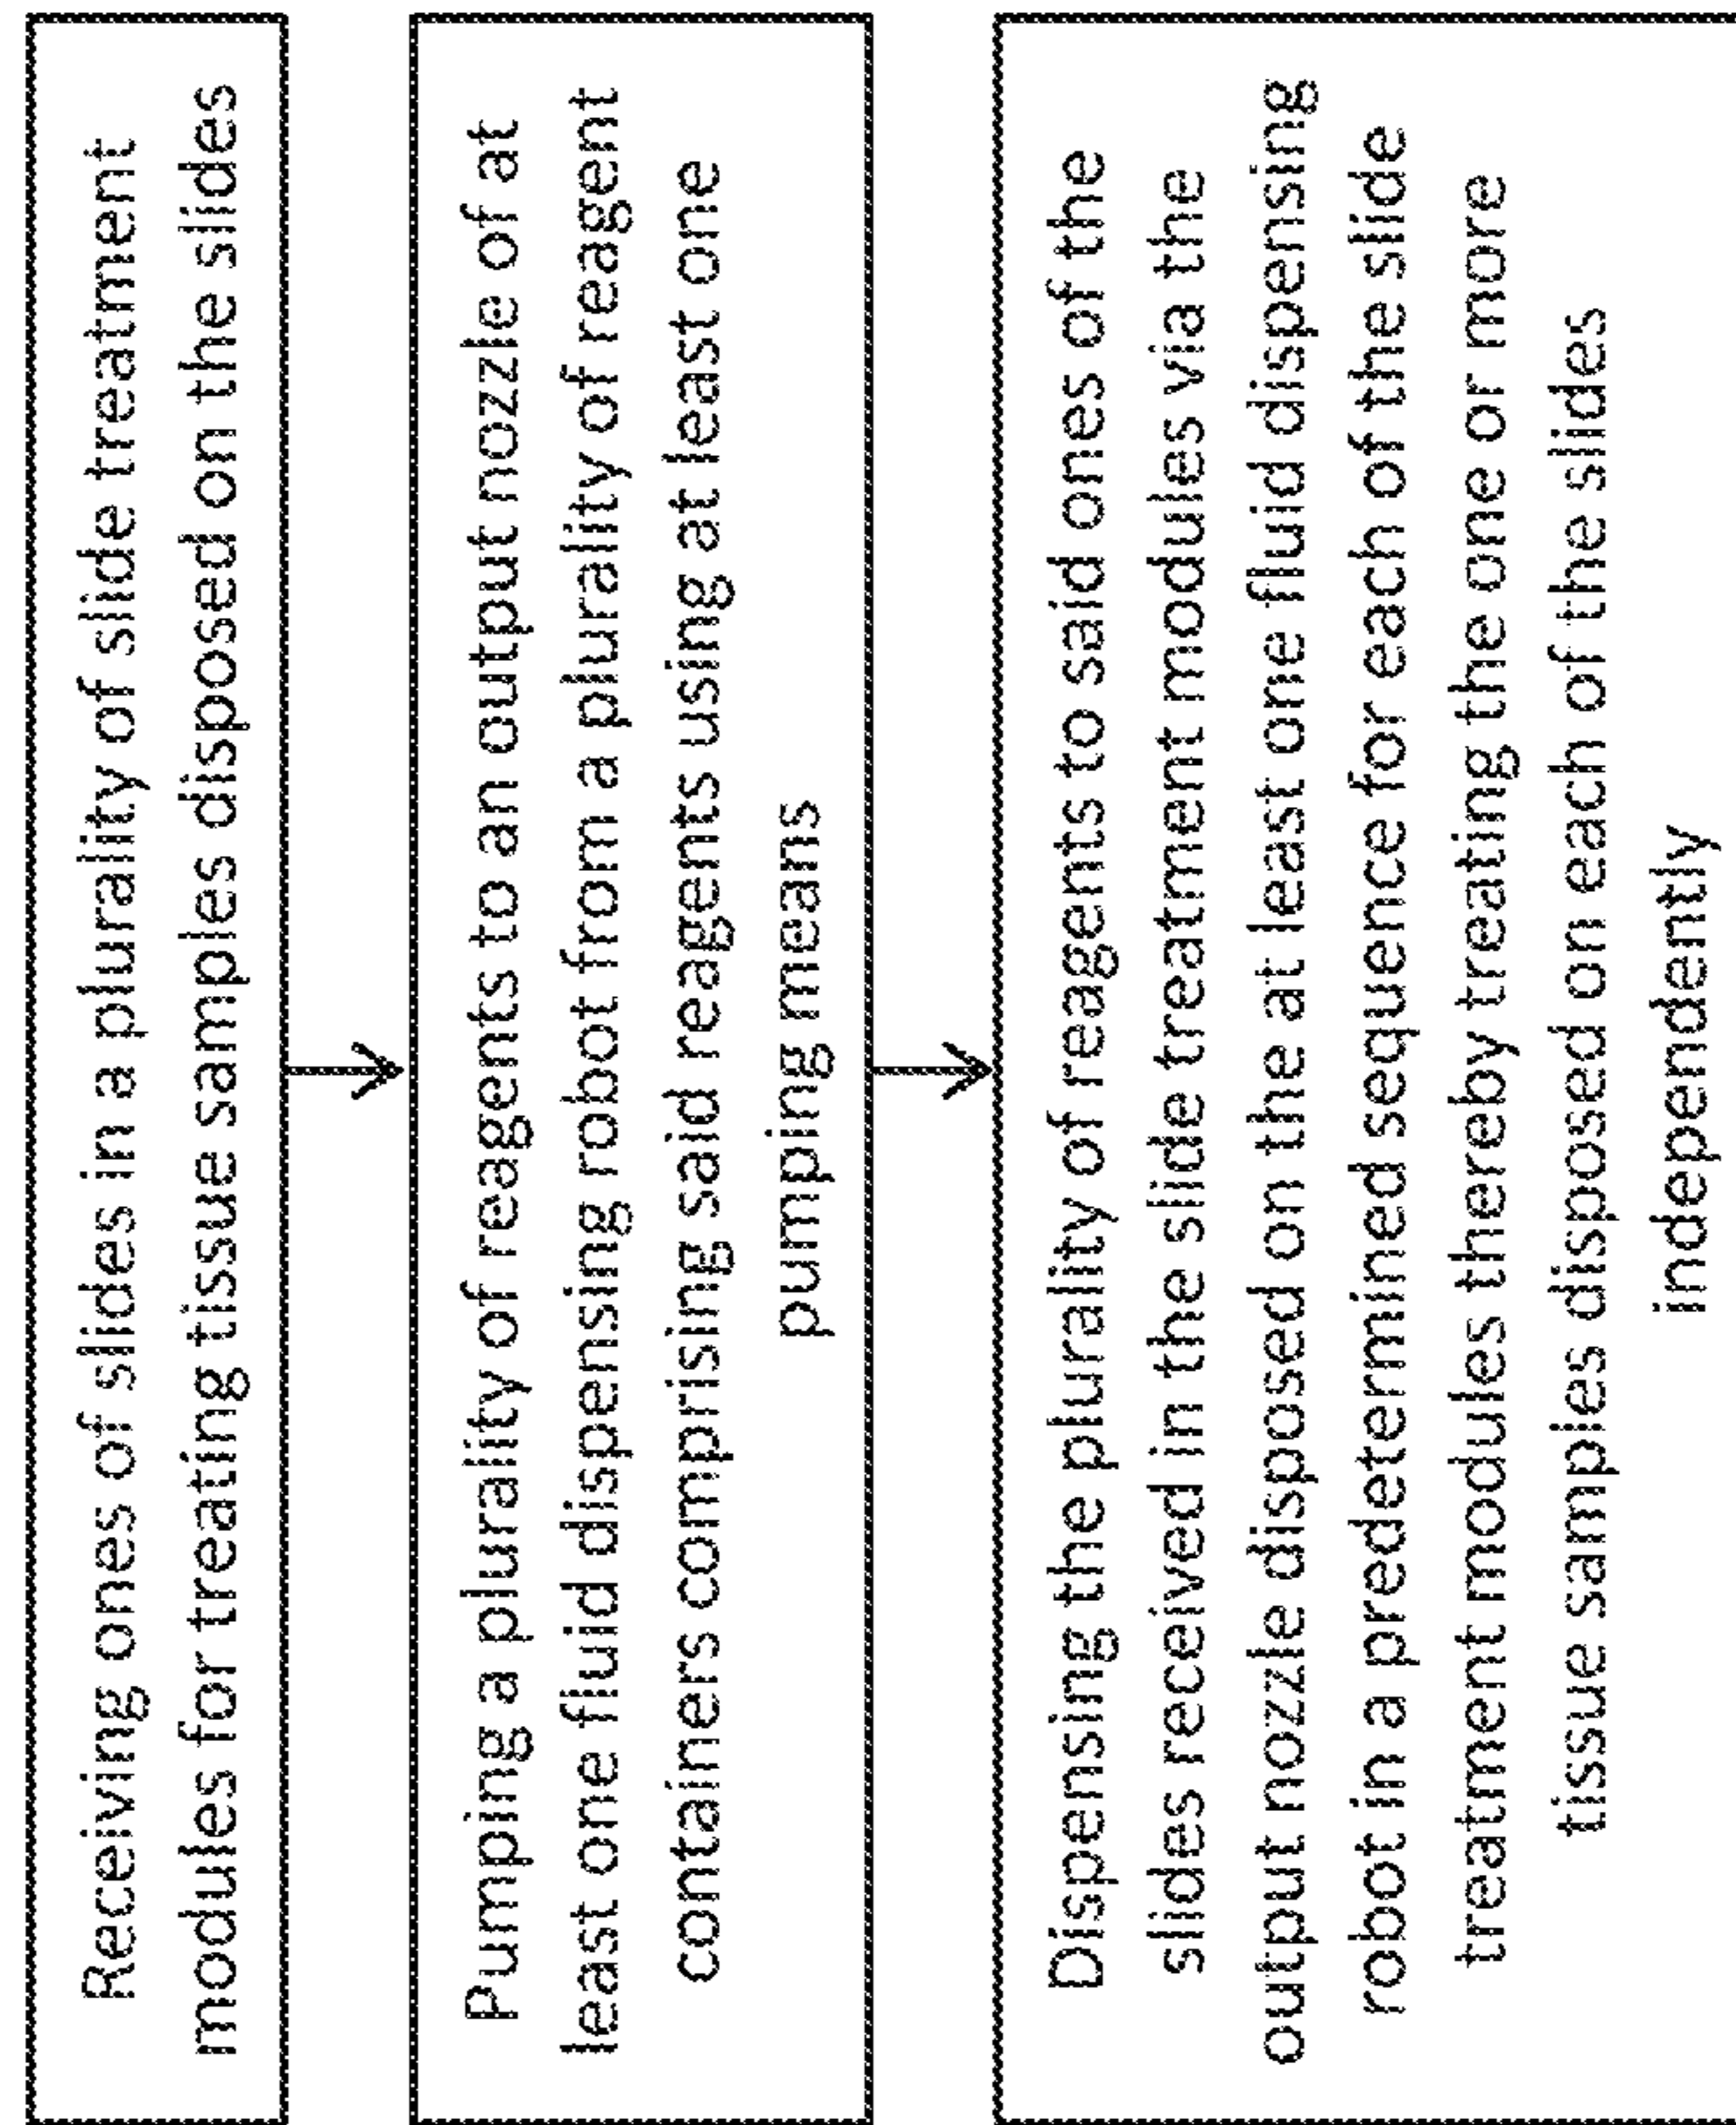 Receiving ones of slides in a plurality of slide treatment
modules for treating tissue samples disposed on the slides
Pumping a plurality of reagents to an output nozzle of at
least one fluid dispensing robot from a plurality of reagent
containers comprising said reagents using at least one
pumping means
Dispensing the plurality of reagents to said ones of the
slides received in the slide treatment modules via the
output nozzle disposed on the at least one fluid dispensing
robot in a predetermined sequence for each of the slide
treatment modules thereby treating the one or more
tissue samples disposed on each of the slides
independently